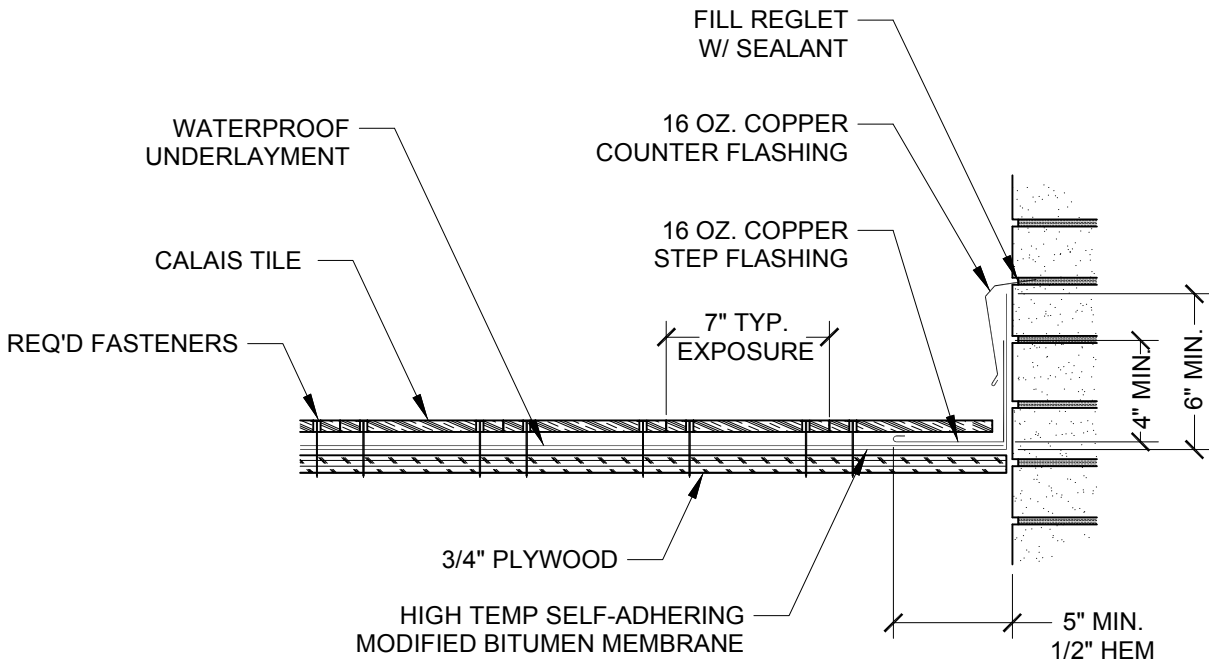 FILL REGLET
W/ SEALANT
WATERPROOF
UNDERLAYMENT
16 OZ. COPPER
COUNTER FLASHING
16 OZ. COPPER
STEP FLASHING
CALAIS TILE
REQ'D FASTENERS
7" TYP.
EXPOSURE
4" MIN.
6" MIN.
3/4" PLYWOOD
HIGH TEMP SELF-ADHERING
MODIFIED BITUMEN MEMBRANE
5" MIN.
1/2" HEM